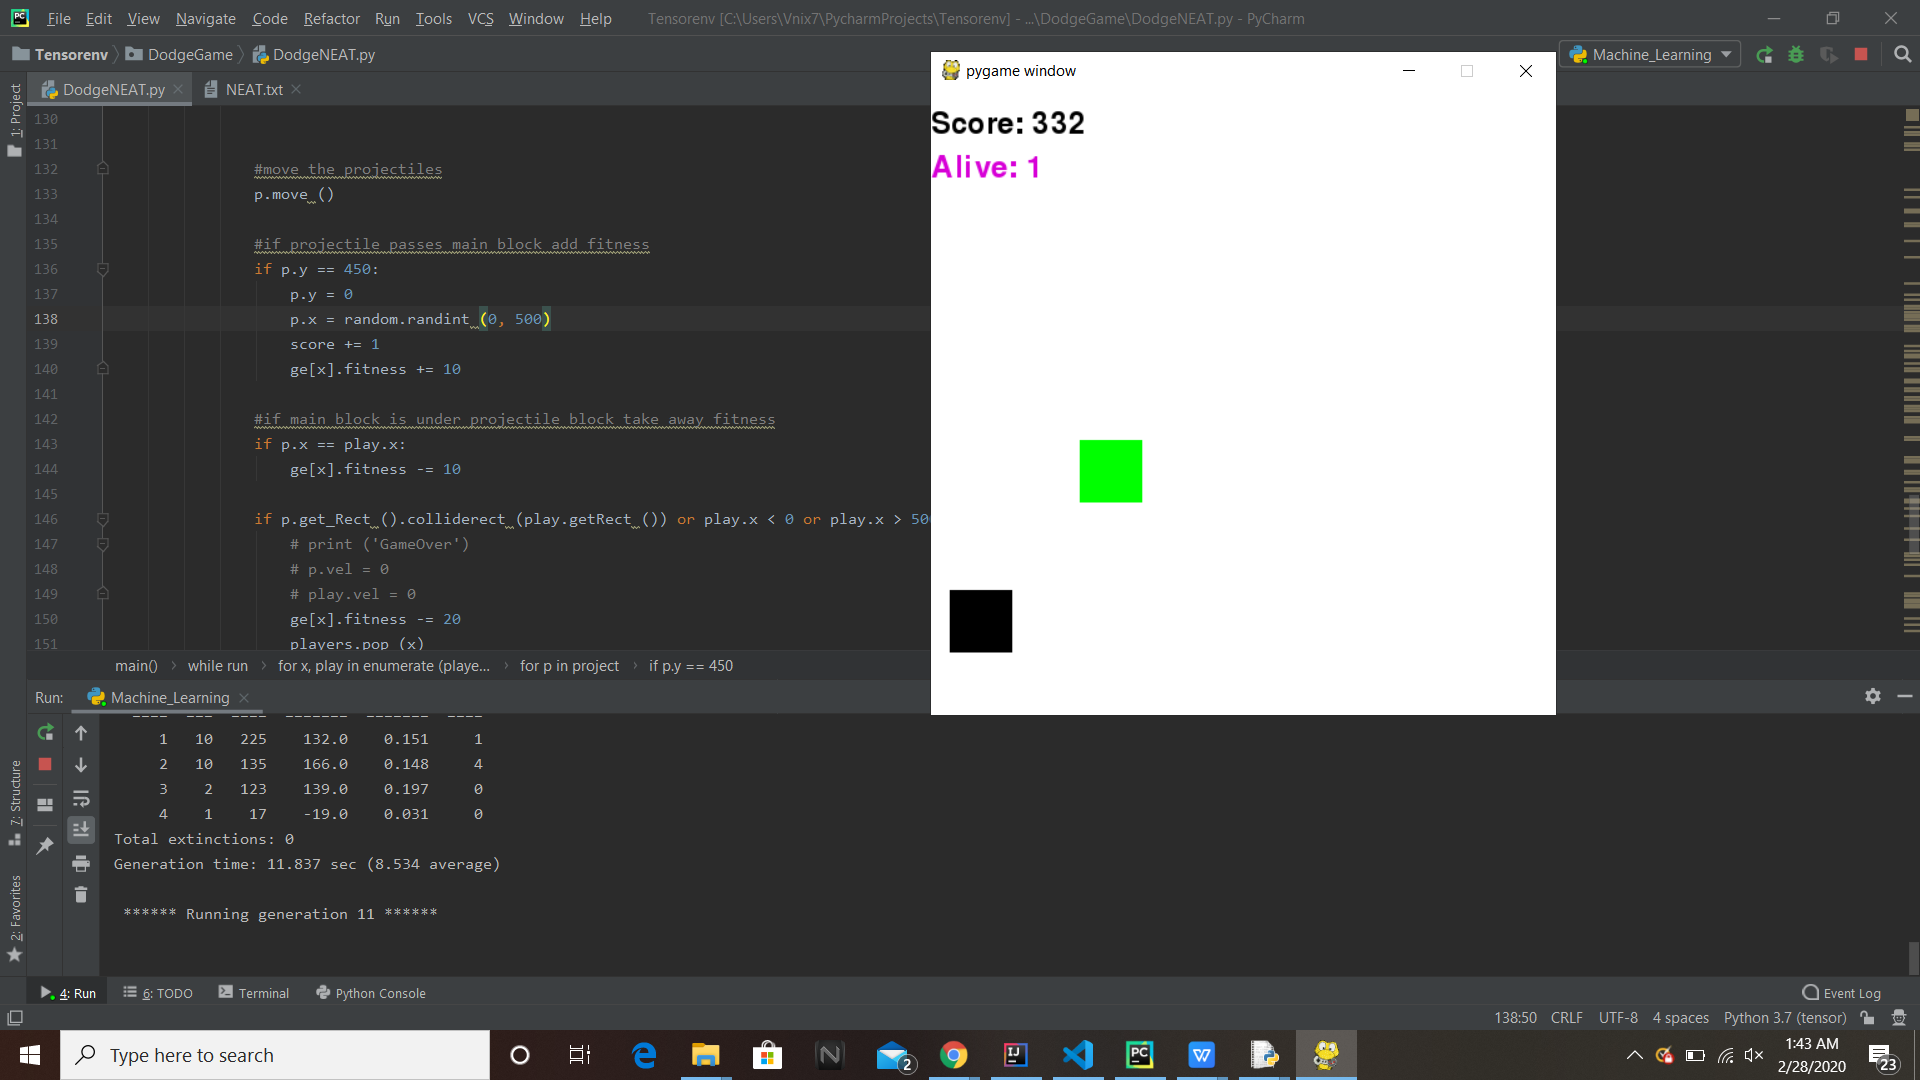 File Edit View Navigate Code Refactor Run Tools VCS Window Help Tensorenv [C:\Users\Vnix7\PycharmProjects\Tensorenv] - ...\DodgeGame\DodgeNEAT.py - PyCharm
Tensorenv DodgeGame DodgeNEAT.py Machine_Learning
DodgeNEAT.py NEAT.txt
1: Project
130
131
132 #move the projectiles
133 p.move ()
134
135 #if projectile passes main block add fitness
136 if p.y == 450:
137 p.y = 0
138 p.x = random.randint (0, 500)
139 score += 1
140 ge[x].fitness += 10
141
142 #if main block is under projectile block take away fitness
143 if p.x == play.x:
144 ge[x].fitness -= 10
145
146 if p.get_Rect ().colliderect (play.getRect ()) or play.x < 0 or play.x > 50
147 # print ('GameOver')
148 # p.vel = 0
149 # play.vel = 0
150 ge[x].fitness -= 20
151 players.pop (x)
main() while run for x, play in enumerate (playe... for p in project if p.y == 450
pygame window
Score: 332
Alive: 1
Run: Machine_Learning
1 10 225 132.0 0.151 1
2 10 135 166.0 0.148 4
3 2 123 139.0 0.197 0
4 1 17 -19.0 0.031 0
Total extinctions: 0
Generation time: 11.837 sec (8.534 average)
****** Running generation 11 ******
7: Structure
2: Favorites
4: Run 6: TODO Terminal Python Console Event Log
138:50 CRLF UTF-8 4 spaces Python 3.7 (tensor)
Type here to search
2
1:43 AM
2/28/2020
23